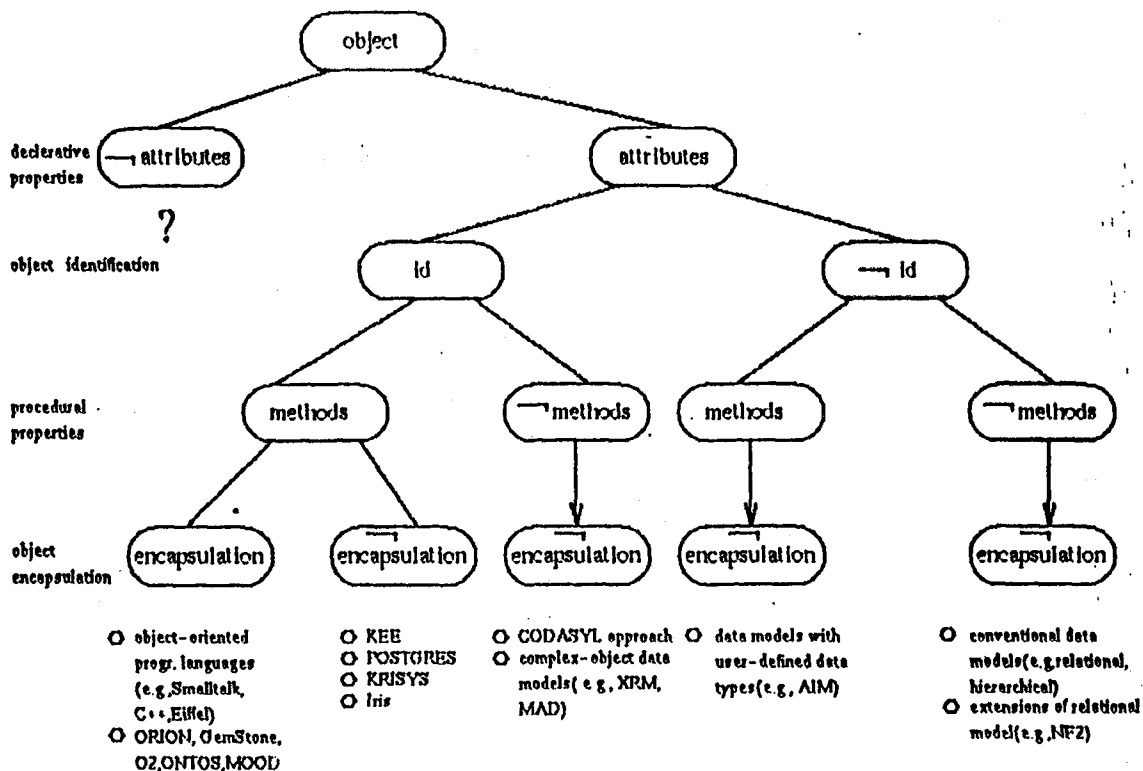 object
declerative
properties
¬ attributes
attributes
?
object identification
id
¬ id
procedural
properties
methods
¬ methods
methods
¬ methods
object
encapsulation
encapsulation
¬
encapsulation
¬
encapsulation
¬
encapsulation
¬
encapsulation
object-oriented
progr. languages
(e.g.,Smalltalk,
C++,Eiffel)
ORION, GemStone,
O2,ONTOS,MOOD
KEE
POSTGRES
KRISYS
Iris
CODASYL approach
complex-object data
models( e.g., XRM,
MAD)
data models with
user-defined data
types(e.g., AIM)
conventional data
models(e.g,relational,
hierarchical)
extensions of relational
model(e.g.,NF2)